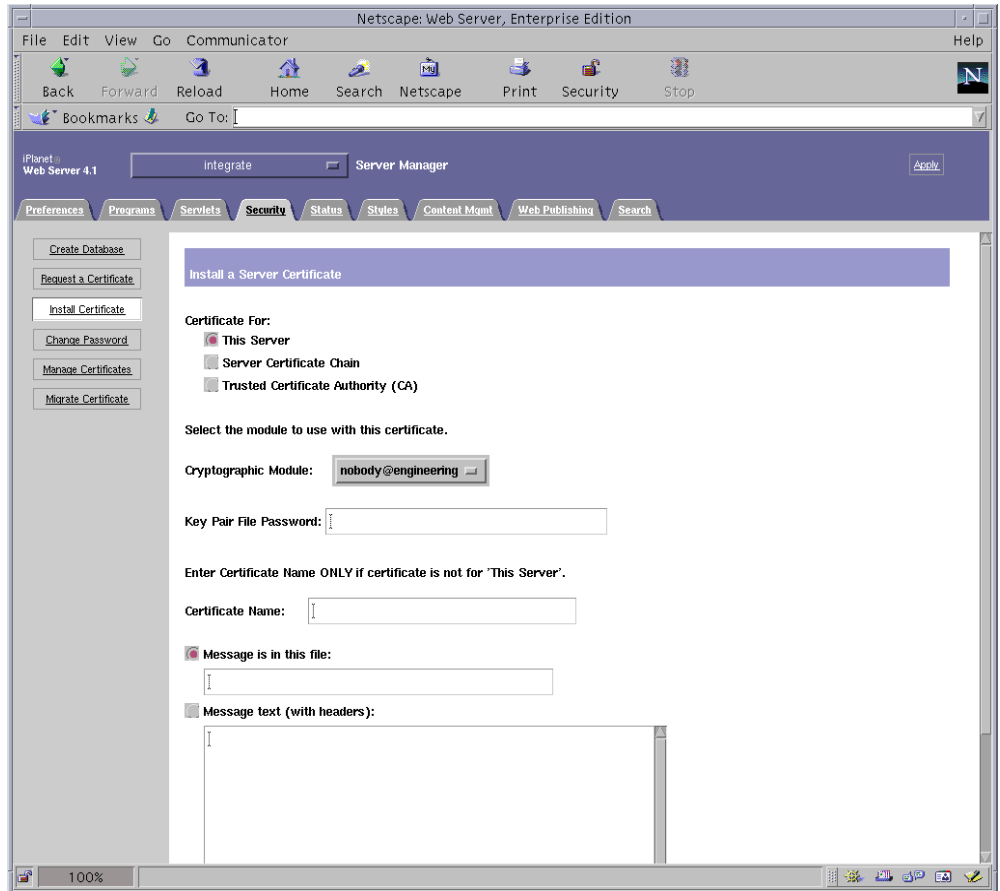 Netscape: Web Server, Enterprise Edition
File Edit View Go Communicator Help
Back Forward Reload Home Search Netscape Print Security Stop
My
N
Bookmarks Go To:
iPlanet
Web Server 4.1
integrate
Server Manager
Apply
Preferences Programs Servlets Security Status Styles Content Mgmt Web Publishing Search
Create Database
Request a Certificate
Install Certificate
Change Password
Manage Certificates
Migrate Certificate
Install a Server Certificate
Certificate For:
This Server
Server Certificate Chain
Trusted Certificate Authority (CA)
Select the module to use with this certificate.
Cryptographic Module: nobody@engineering
Key Pair File Password:
Enter Certificate Name ONLY if certificate is not for 'This Server'.
Certificate Name:
Message is in this file:
Message text (with headers):
100%